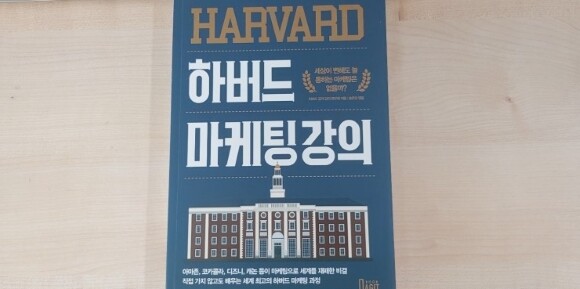 HARVARD
하버드
세상이 변해도 늘
통하는 마케팅은
없을까?
마케팅 강의
아마존, 코카콜라, 디즈니, 캐논 등이 마케팅으로 세계를 제패한 비결
직접 가지 않고도 배우는 세계 최고의 하버드 마케팅 과정